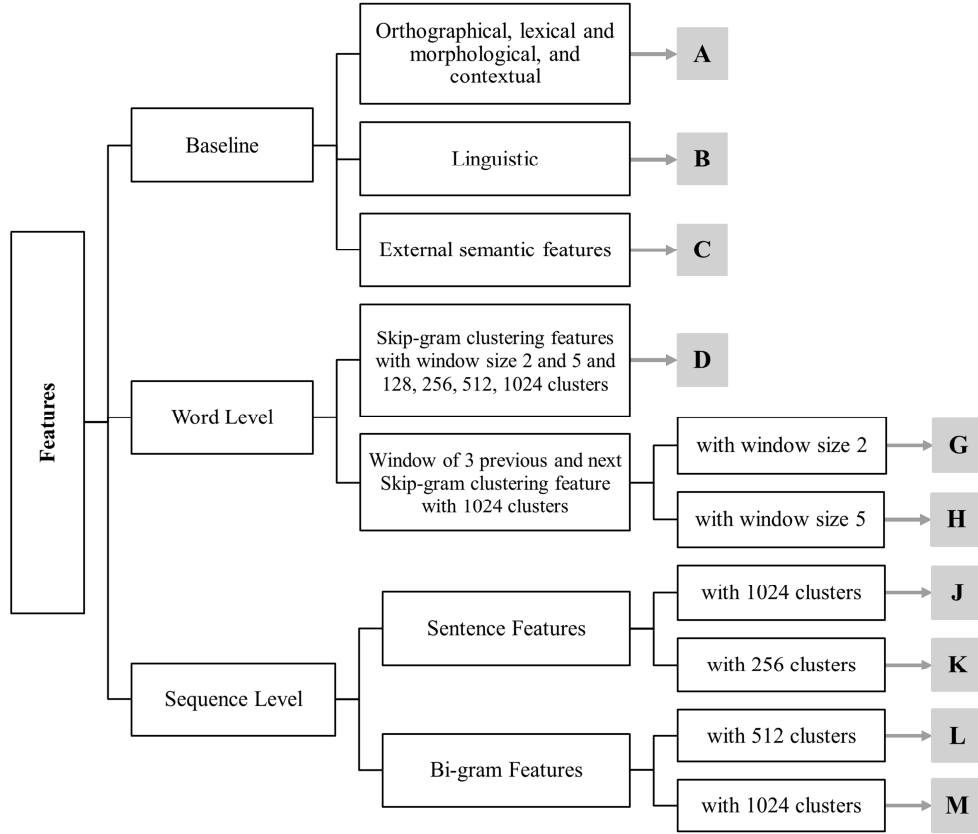 Features
Baseline
Orthographical, lexical and
morphological, and
contextual
A
Linguistic
B
External semantic features
C
Word Level
Skip-gram clustering features
with window size 2 and 5 and
128, 256, 512, 1024 clusters
D
Window of 3 previous and next
Skip-gram clustering feature
with 1024 clusters
with window size 2
G
with window size 5
H
Sequence Level
Sentence Features
with 1024 clusters
J
with 256 clusters
K
Bi-gram Features
with 512 clusters
L
with 1024 clusters
M